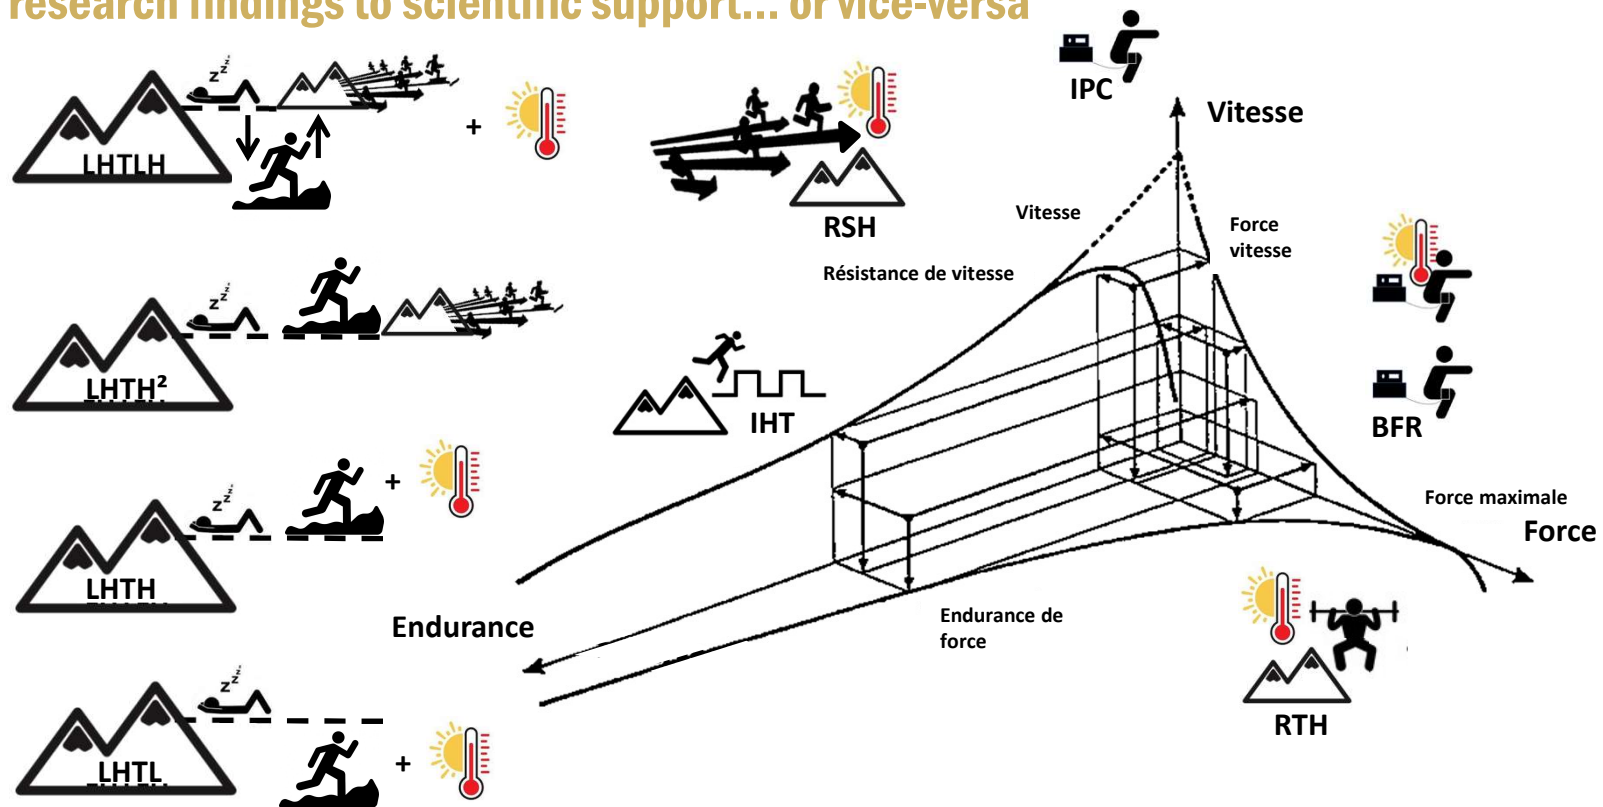 research findings to scientific support... or vice-versa
IPC
Vitesse
z z z
LHTLH
+
RSH
Vitesse
Force
vitesse
Résistance de vitesse
z z z
LHTH²
IHT
BFR
z z z
+
LHTH
Force maximale
Force
Endurance
Endurance de
force
z z z
LHTL
+
RTH